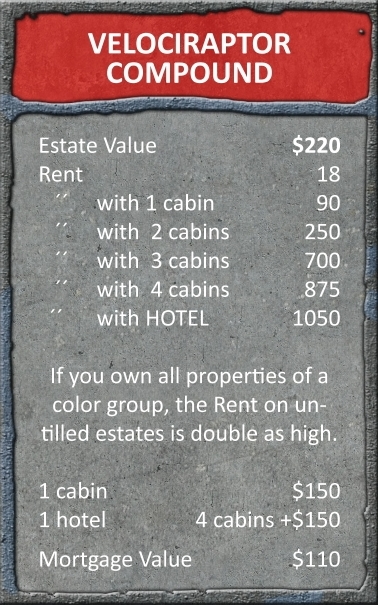 VELOCIRAPTOR
COMPOUND
Estate Value $220
Rent 18
´´ with 1 cabin 90
´´ with 2 cabins 250
´´ with 3 cabins 700
´´ with 4 cabins 875
´´ with HOTEL 1050
If you own all properties of a
color group, the Rent on un-
tilled estates is double as high.
1 cabin $150
1 hotel 4 cabins +$150
Mortgage Value $110